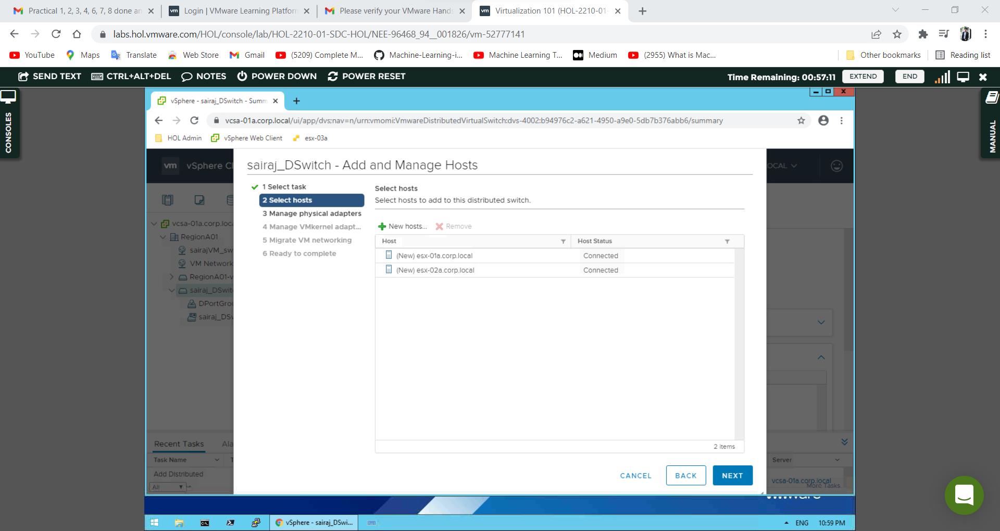 Practical 1, 2, 3, 4, 6, 7, 8 done an
Login | VMware Learning Platform
Please verify your VMware Hands
Virtualization 101 (HOL-2210-01-
labs.hol.vmware.com/HOL/console/lab/HOL-2210-01-SDC-HOL/NEE-96468_94__001826/vm-52777141
YouTube
Maps
Translate
Web Store
Gmail
(5209) Complete M...
Machine-Learning-i...
Machine Learning T...
Medium
(2955) What is Mac...
Other bookmarks
Reading list
SEND TEXT
CTRL+ALT+DEL
NOTES
POWER DOWN
POWER RESET
Time Remaining: 00:57:11
EXTEND
END
CONSOLES
MANUAL
vSphere - sairaj_DSwitch - Summ
vcsa-01a.corp.local/ui/app/dvs;nav=n/urn:vmomi:VmwareDistributedVirtualSwitch:dvs-4002:b94976c2-a621-4950-a9e0-5db7b376abb6/summary
HOL Admin
vSphere Web Client
esx-03a
vm
vSphere Cl
OCAL
sairaj_DSwitch - Add and Manage Hosts
1 Select task
2 Select hosts
3 Manage physical adapters
4 Manage VMkernel adapt...
5 Migrate VM networking
6 Ready to complete
Select hosts
Select hosts to add to this distributed switch.
New hosts...
Remove
Host
Host Status
(New) esx-01a.corp.local
Connected
(New) esx-02a.corp.local
Connected
2 items
CANCEL
BACK
NEXT
vcsa-01a.corp.loca
RegionA01
sairajVM_sw
VM Network
RegionA01-v
sairaj_DSwit
DPortGro
sairaj_DSw
Recent Tasks
Ala
Task Name
T
Server
Add Distributed
All
vcsa-01a.corp.local
More Tasks
vmware
vSphere - sairaj_DSwi...
ENG
10:59 PM